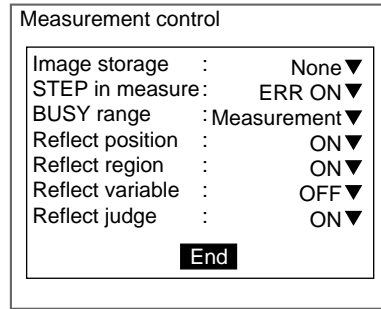 Measurement control
Image storage : None▼
STEP in measure: ERR ON▼
BUSY range : Measurement▼
Reflect position : ON▼
Reflect region : ON▼
Reflect variable : OFF▼
Reflect judge : ON▼
End